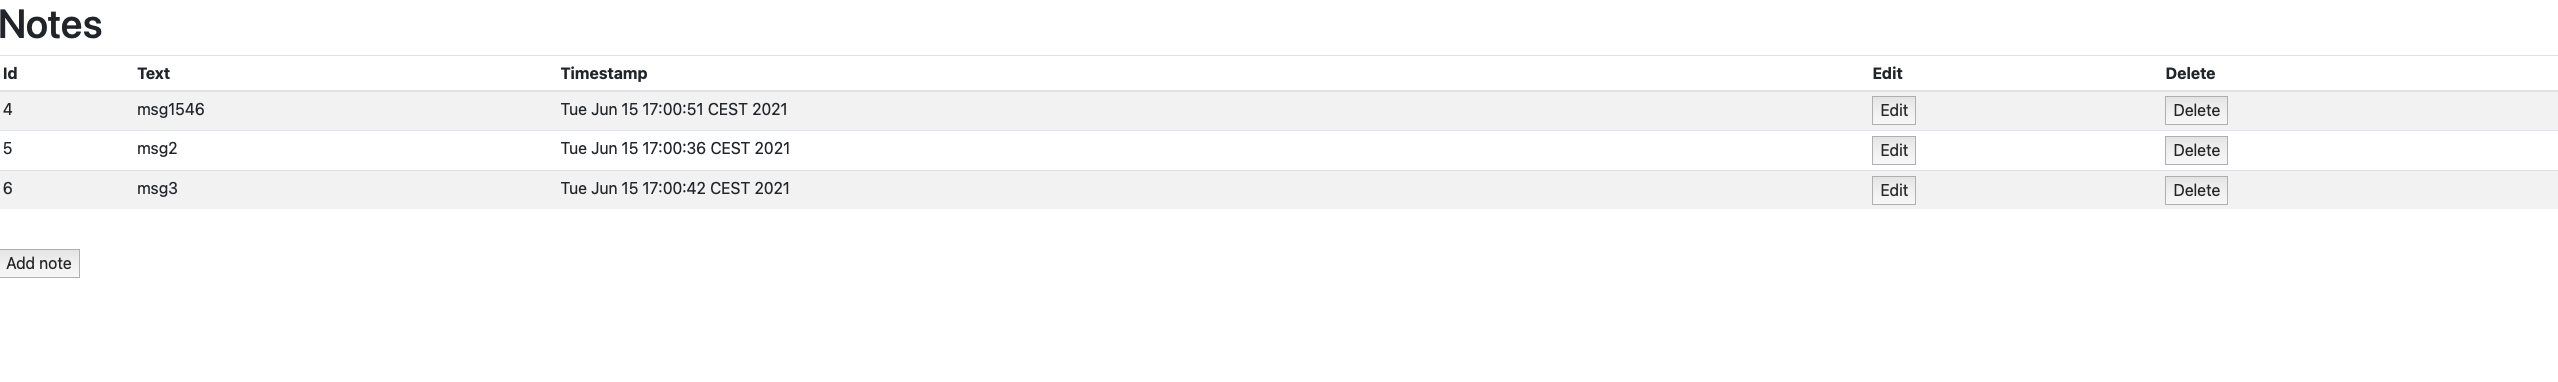 Notes
Id Text Timestamp Edit Delete
4 msg1546 Tue Jun 15 17:00:51 CEST 2021 Edit Delete
5 msg2 Tue Jun 15 17:00:36 CEST 2021 Edit Delete
6 msg3 Tue Jun 15 17:00:42 CEST 2021 Edit Delete
Add note